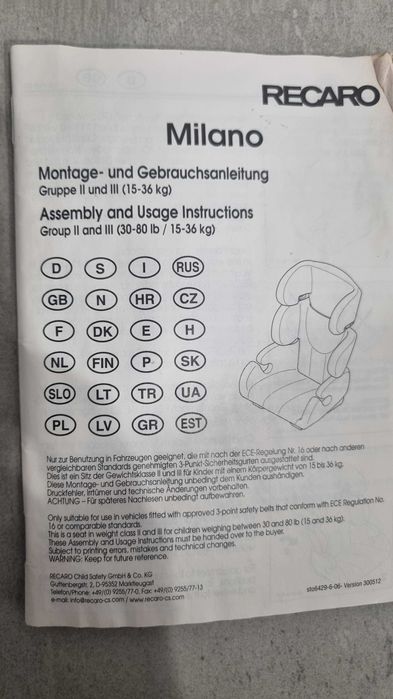 RECARO
Milano
Montage- und Gebrauchsanleitung
Gruppe II und III (15-36 kg)
Assembly and Usage Instructions
Group II and III (30-80 lb / 15-36 kg)
D S I RUS
GB N HR CZ
F DK E H
NL FIN P SK
SLO LT TR UA
PL LV GR EST
Nur zur Benutzung in Fahrzeugen geeignet, die mit nach der ECE-Regelung Nr. 16 oder nach anderen
vergleichbaren Standards genehmigten 3-Punkt-Sicherheitsgurten ausgestattet sind.
Dies ist ein Sitz der Gewichtsklasse II und III für Kinder mit einem Körpergewicht von 15 bis 36 kg.
Diese Montage- und Gebrauchsanleitung unbedingt dem Kunden aushändigen.
Druckfehler, Irrtümer und technische Änderungen vorbehalten.
ACHTUNG – Für späteres Nachlesen unbedingt aufbewahren.
Only suitable for use in vehicles fitted with approved 3-point safety belts that conform with ECE Regulation No.
16 or comparable standards.
This is a seat in weight class II and III for children weighing between 30 and 80 lb (15 and 36 kg).
These Assembly and Usage Instructions must be handed over to the buyer.
Subject to printing errors, mistakes and technical changes.
WARNING: Keep for future reference.
RECARO Child Safety GmbH & Co. KG
Guttenbergstr. 2, D-95352 Marktleugast
Telefon/Phone: +49/(0) 9255/77-0, Fax: +49/(0) 9255/77-13
e-mail: info@recaro-cs.com / www.recaro-cs.com
sto6429-6-06- Version 300512